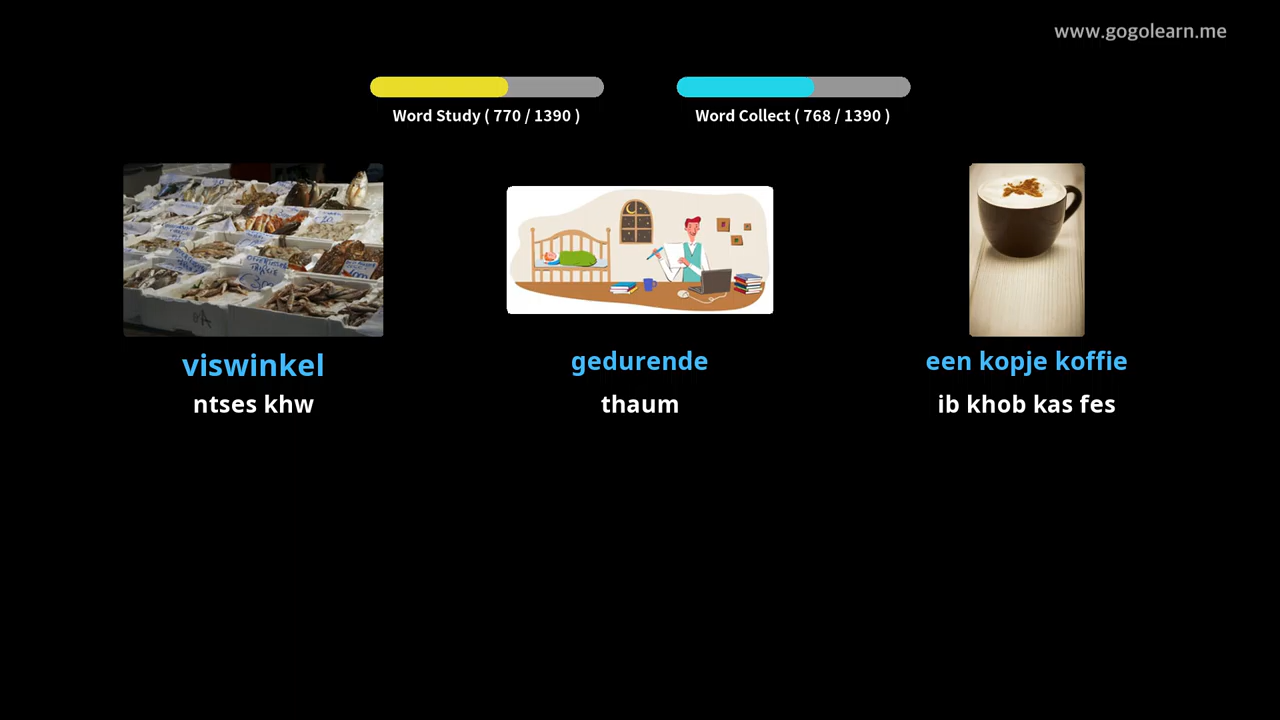 www.gogolearn.me
Word Study ( 770 / 1390 )
Word Collect ( 768 / 1390 )
viswinkel
ntses khw
gedurende
thaum
een kopje koffie
ib khob kas fes